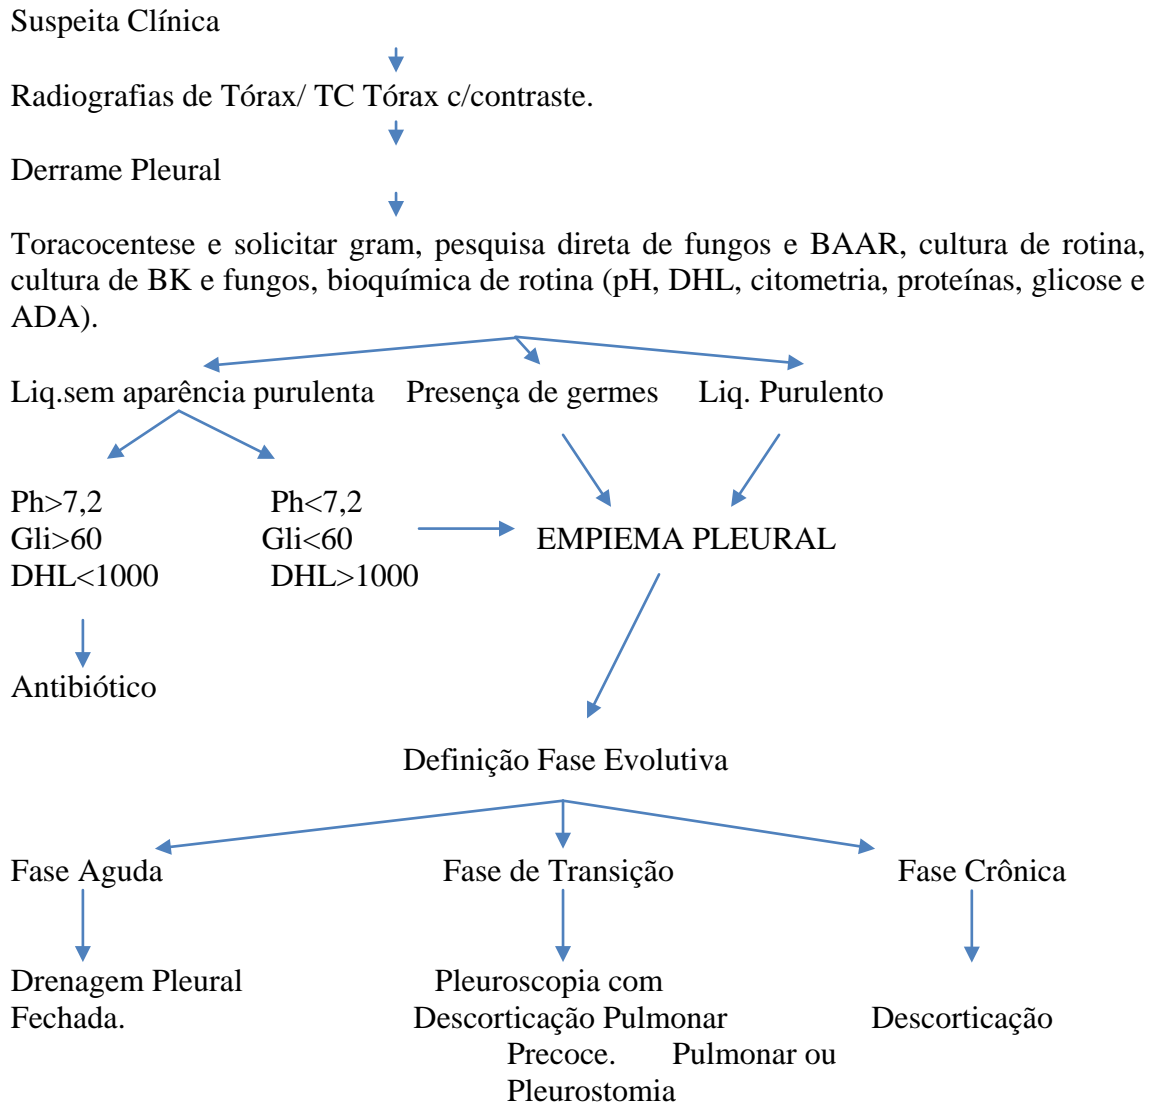 Suspeita Clínica
Radiografias de Tórax/ TC Tórax c/contraste.
Derrame Pleural
Toracocentese e solicitar gram, pesquisa direta de fungos e BAAR, cultura de rotina,
cultura de BK e fungos, bioquímica de rotina (pH, DHL, citometria, proteínas, glicose e
ADA).
Liq.sem aparência purulenta Presença de germes Liq. Purulento
Ph>7,2 Ph<7,2
Gli>60 Gli<60 EMPIEMA PLEURAL
DHL<1000 DHL>1000
Antibiótico
Definição Fase Evolutiva
Fase Aguda Fase de Transição Fase Crônica
Drenagem Pleural Pleuroscopia com
Fechada. Descorticação Pulmonar Descorticação
Precoce. Pulmonar ou
Pleurostomia